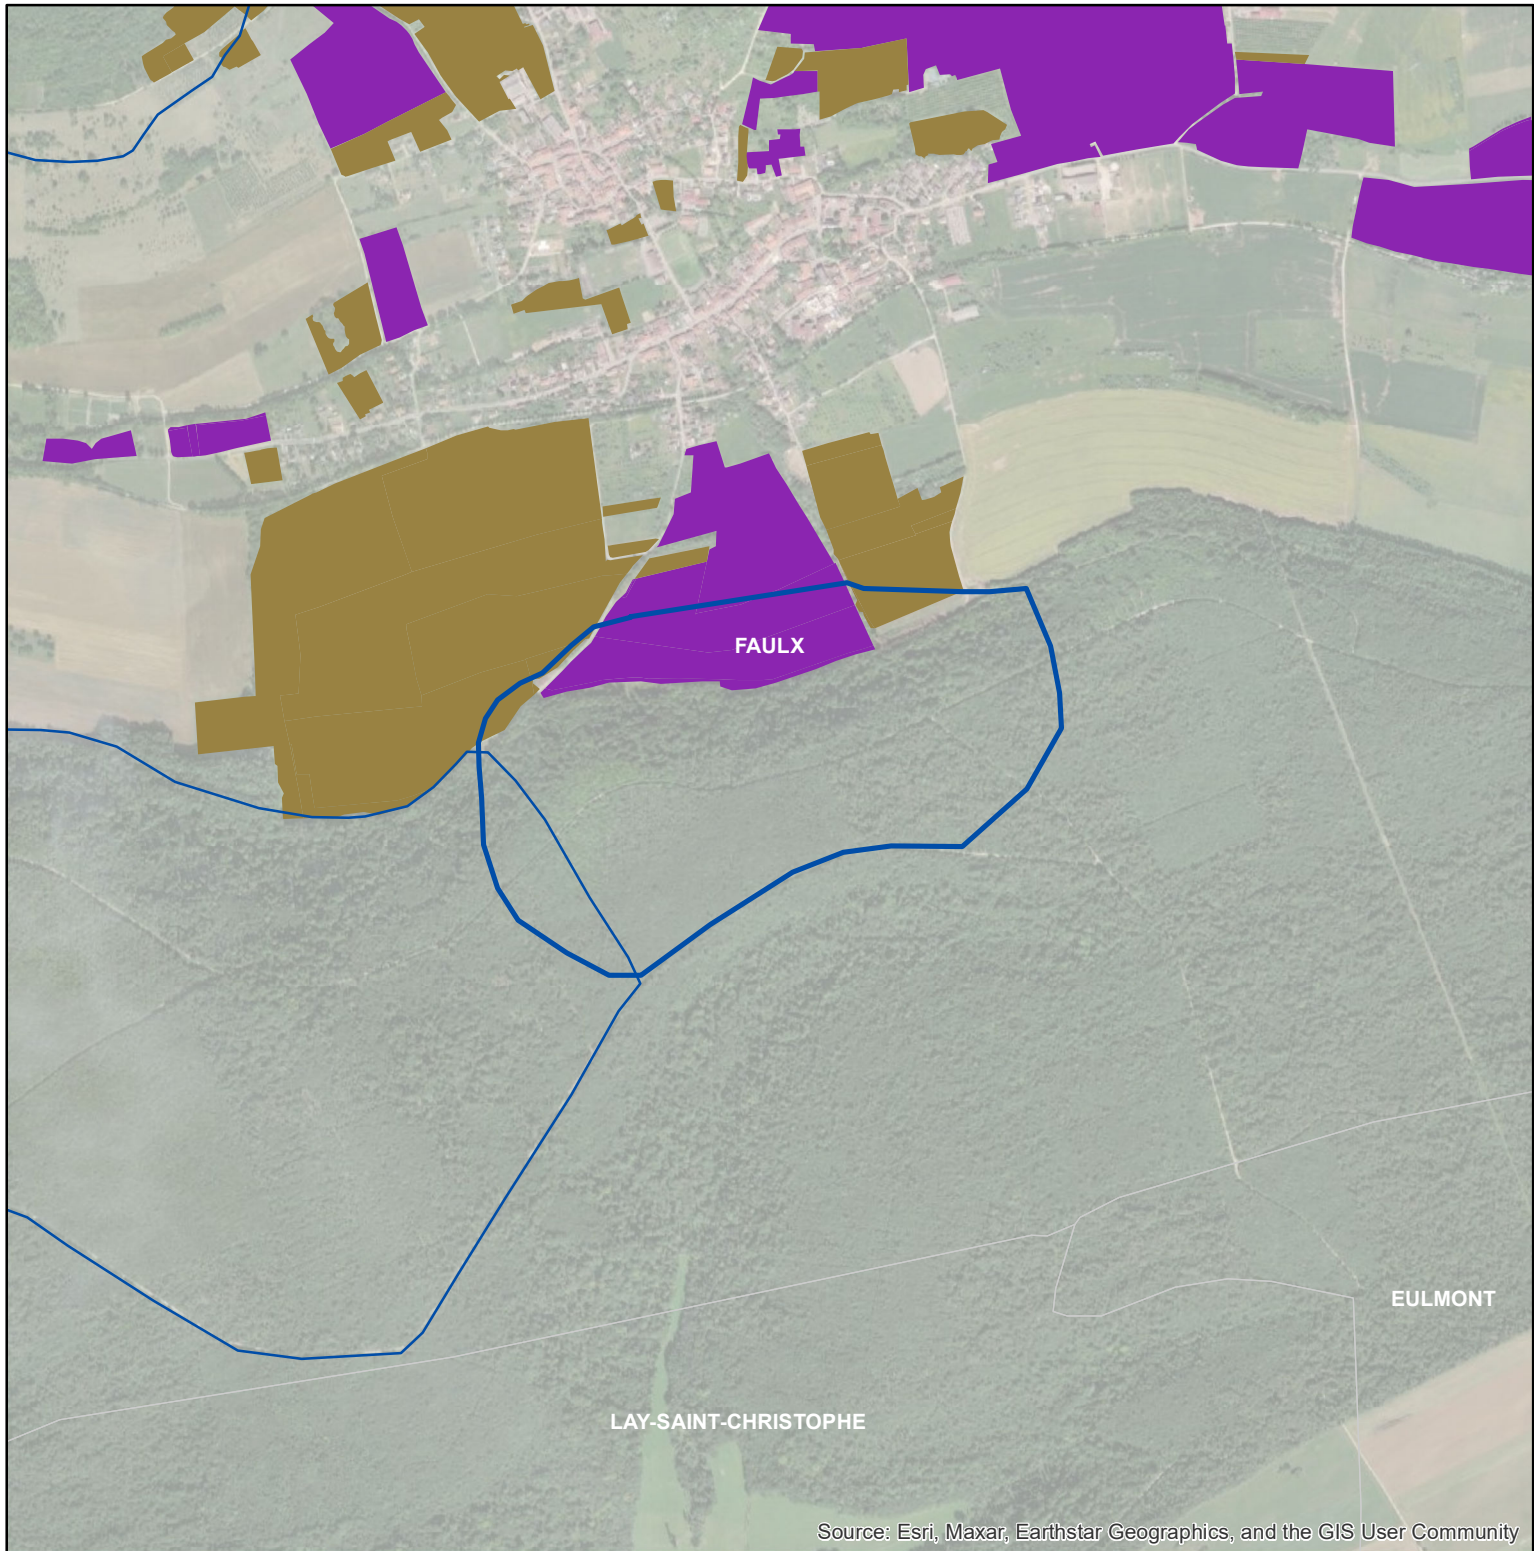 FAULX
EULMONT
LAY-SAINT-CHRISTOPHE
Source: Esri, Maxar, Earthstar Geographics, and the GIS User Community